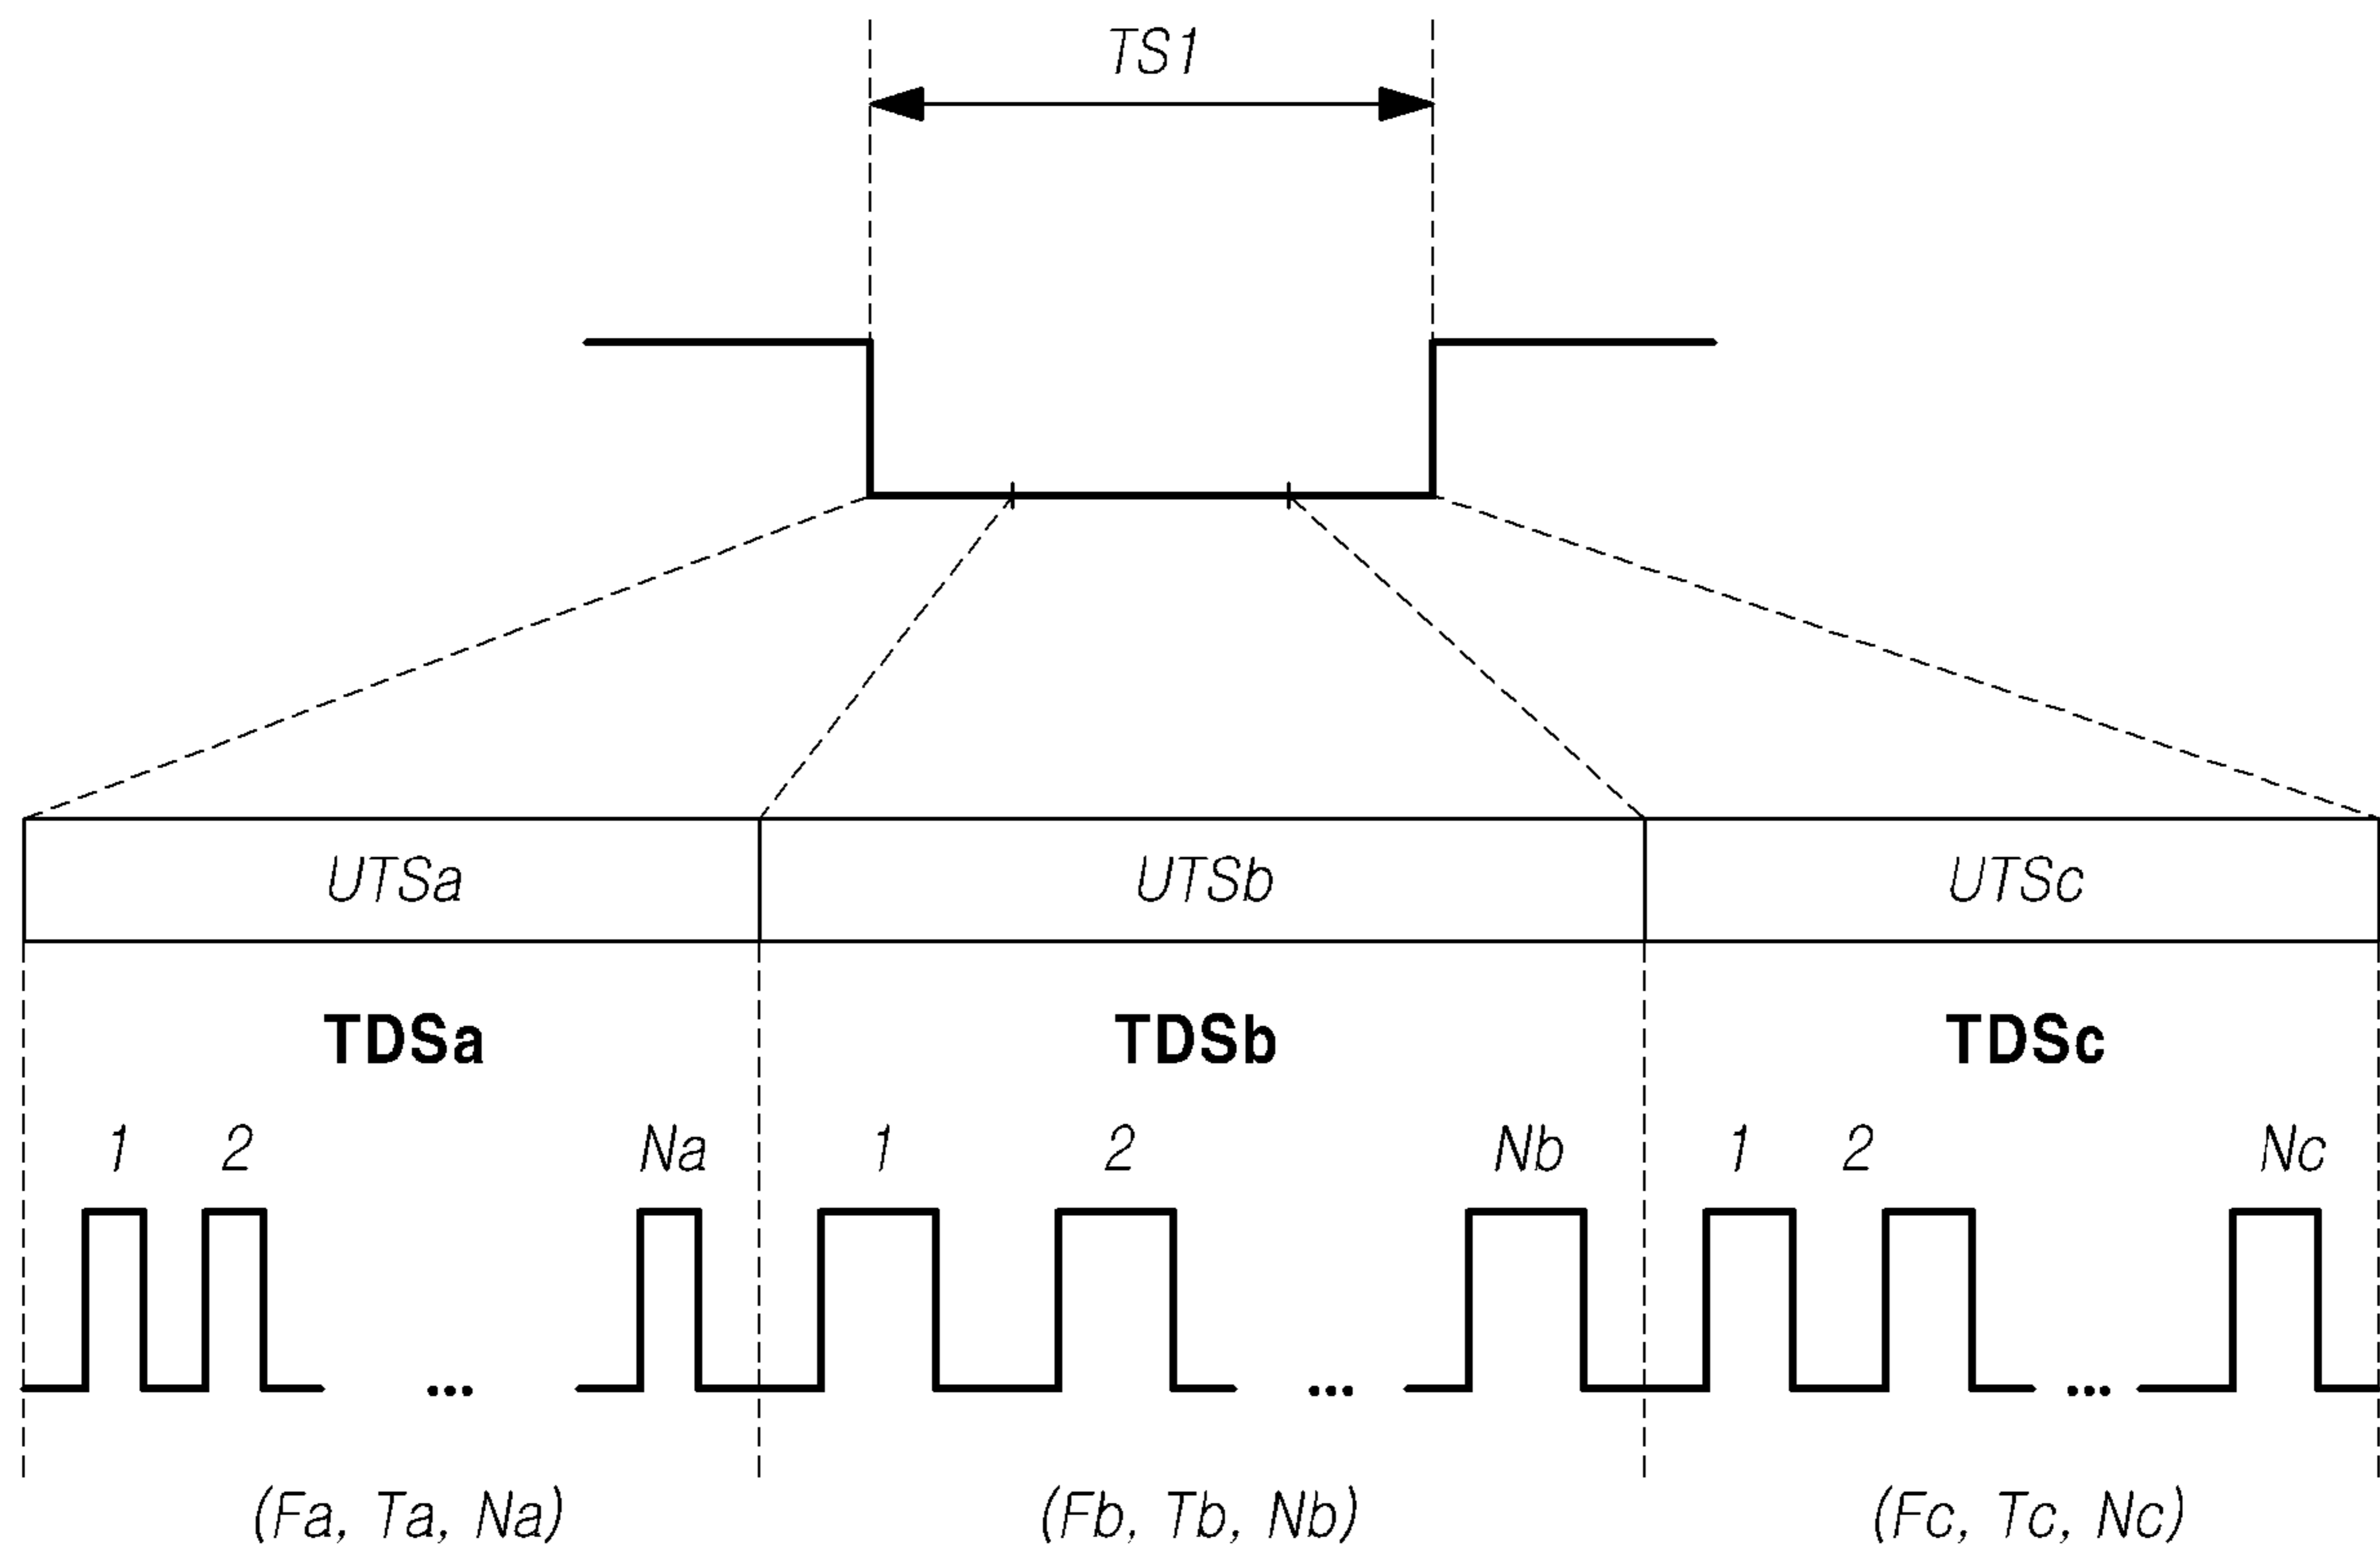 TS1
UTSa UTSb UTSc
TDSa TDSb TDSc
1 2 Na 1 2 Nb 1 2 Nc
... ... ...
(Fa, Ta, Na) (Fb, Tb, Nb) (Fc, Tc, Nc)